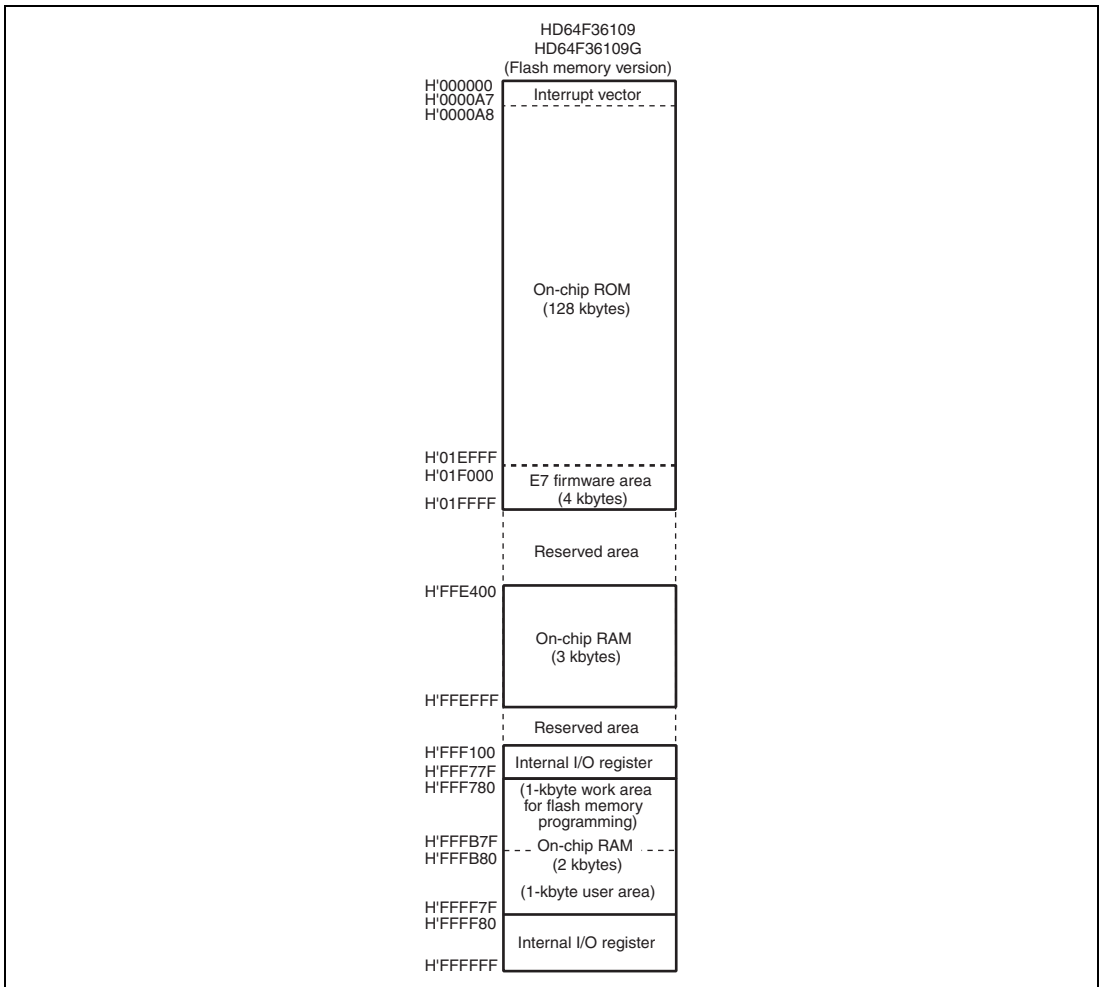 HD64F36109
HD64F36109G
(Flash memory version)
H'000000
Interrupt vector
H'0000A7
H'0000A8
On-chip ROM
(128 kbytes)
H'01EFFF
H'01F000
E7 firmware area
(4 kbytes)
H'01FFFF
Reserved area
H'FFE400
On-chip RAM
(3 kbytes)
H'FFEFFF
Reserved area
H'FFF100
Internal I/O register
H'FFF77F
H'FFF780
(1-kbyte work area
for flash memory
programming)
H'FFFB7F
On-chip RAM
H'FFFB80
(2 kbytes)
(1-kbyte user area)
H'FFFF7F
H'FFFF80
Internal I/O register
H'FFFFFF